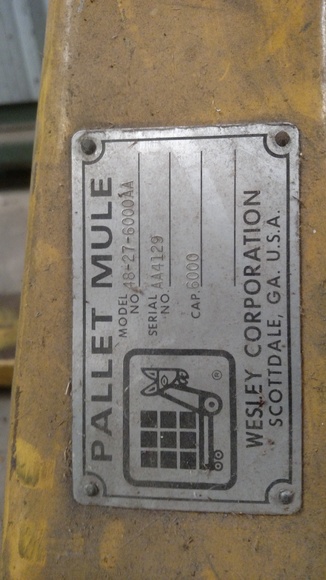 PALLET MULE
MODEL
NO. 48-27-6000AA
SERIAL
NO. AA4129
CAP. 6000
®
WESLEY CORPORATION
SCOTTDALE, GA. U.S.A.